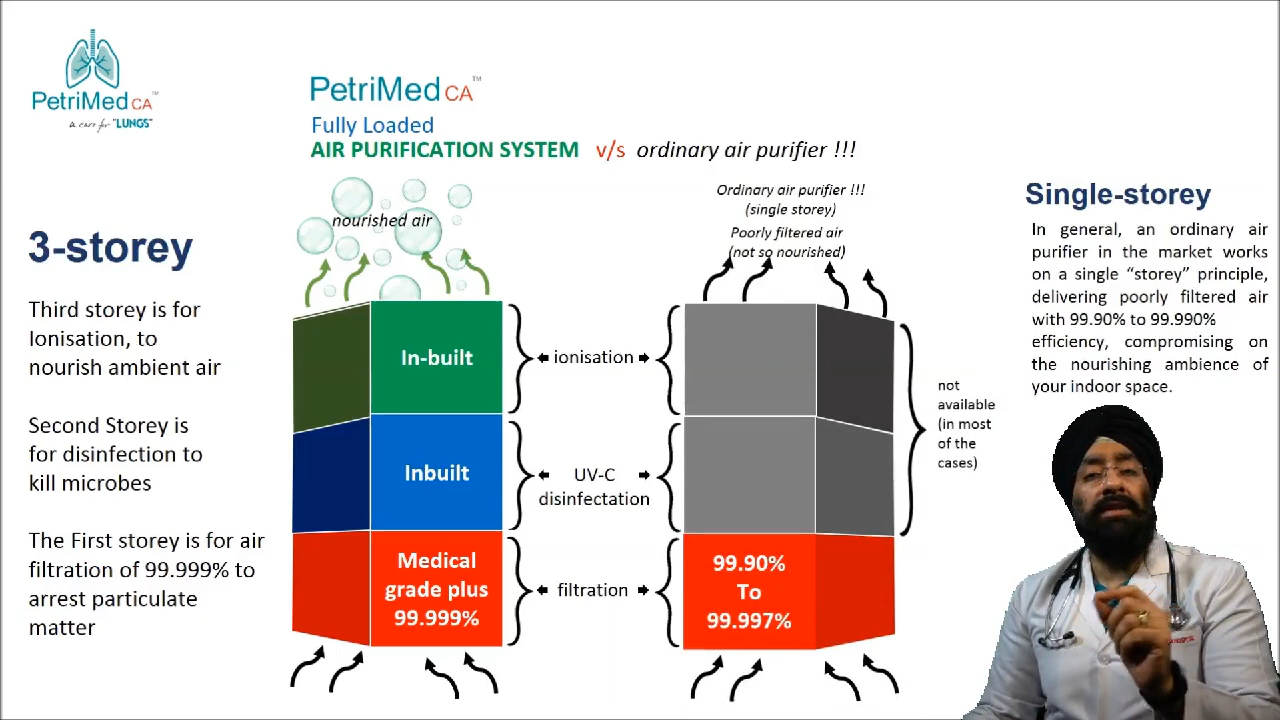 PetriMed CA™
a care for "LUNGS"
PetriMed CA™
Fully Loaded
AIR PURIFICATION SYSTEM v/s ordinary air purifier !!!
3-storey
Third storey is for
Ionisation, to
nourish ambient air
Second Storey is
for disinfection to
kill microbes
The First storey is for air
filtration of 99.999% to
arrest particulate
matter
nourished air
In-built
Inbuilt
Medical
grade plus
99.999%
ionisation
UV-C
disinfectation
filtration
Ordinary air purifier !!!
(single storey)
Poorly filtered air
(not so nourished)
99.90%
To
99.997%
not
available
(in most
of the
cases)
Single-storey
In general, an ordinary air
purifier in the market works
on a single “storey” principle,
delivering poorly filtered air
with 99.90% to 99.990%
efficiency, compromising on
the nourishing ambience of
your indoor space.